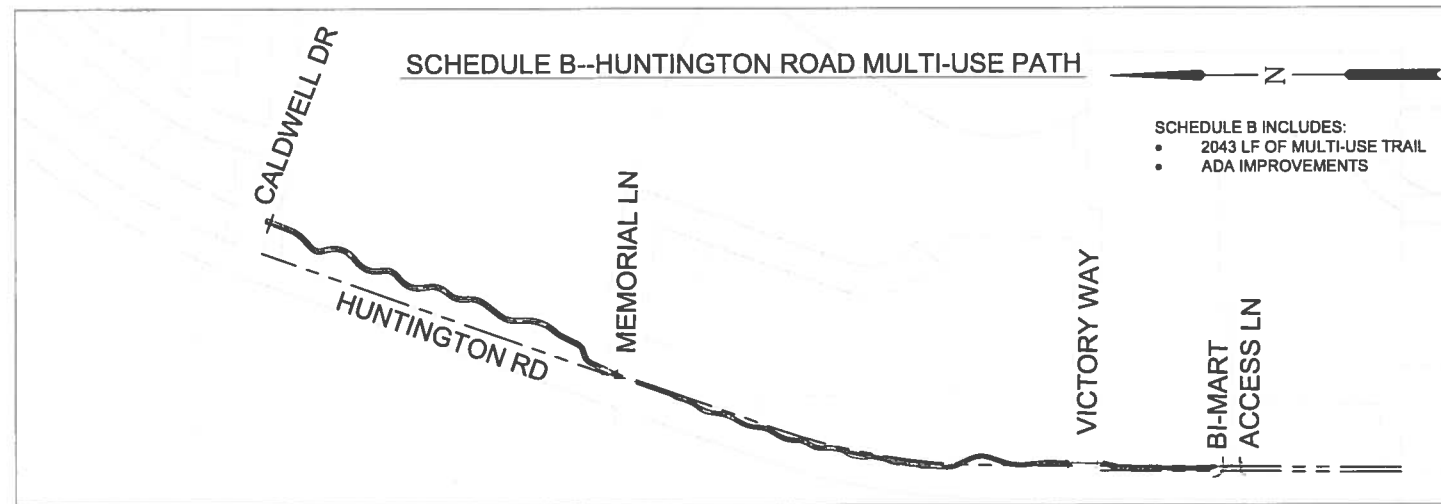 SCHEDULE B--HUNTINGTON ROAD MULTI-USE PATH
N
SCHEDULE B INCLUDES:
• 2043 LF OF MULTI-USE TRAIL
• ADA IMPROVEMENTS
CALDWELL DR
HUNTINGTON RD
MEMORIAL LN
VICTORY WAY
BI-MART
ACCESS LN